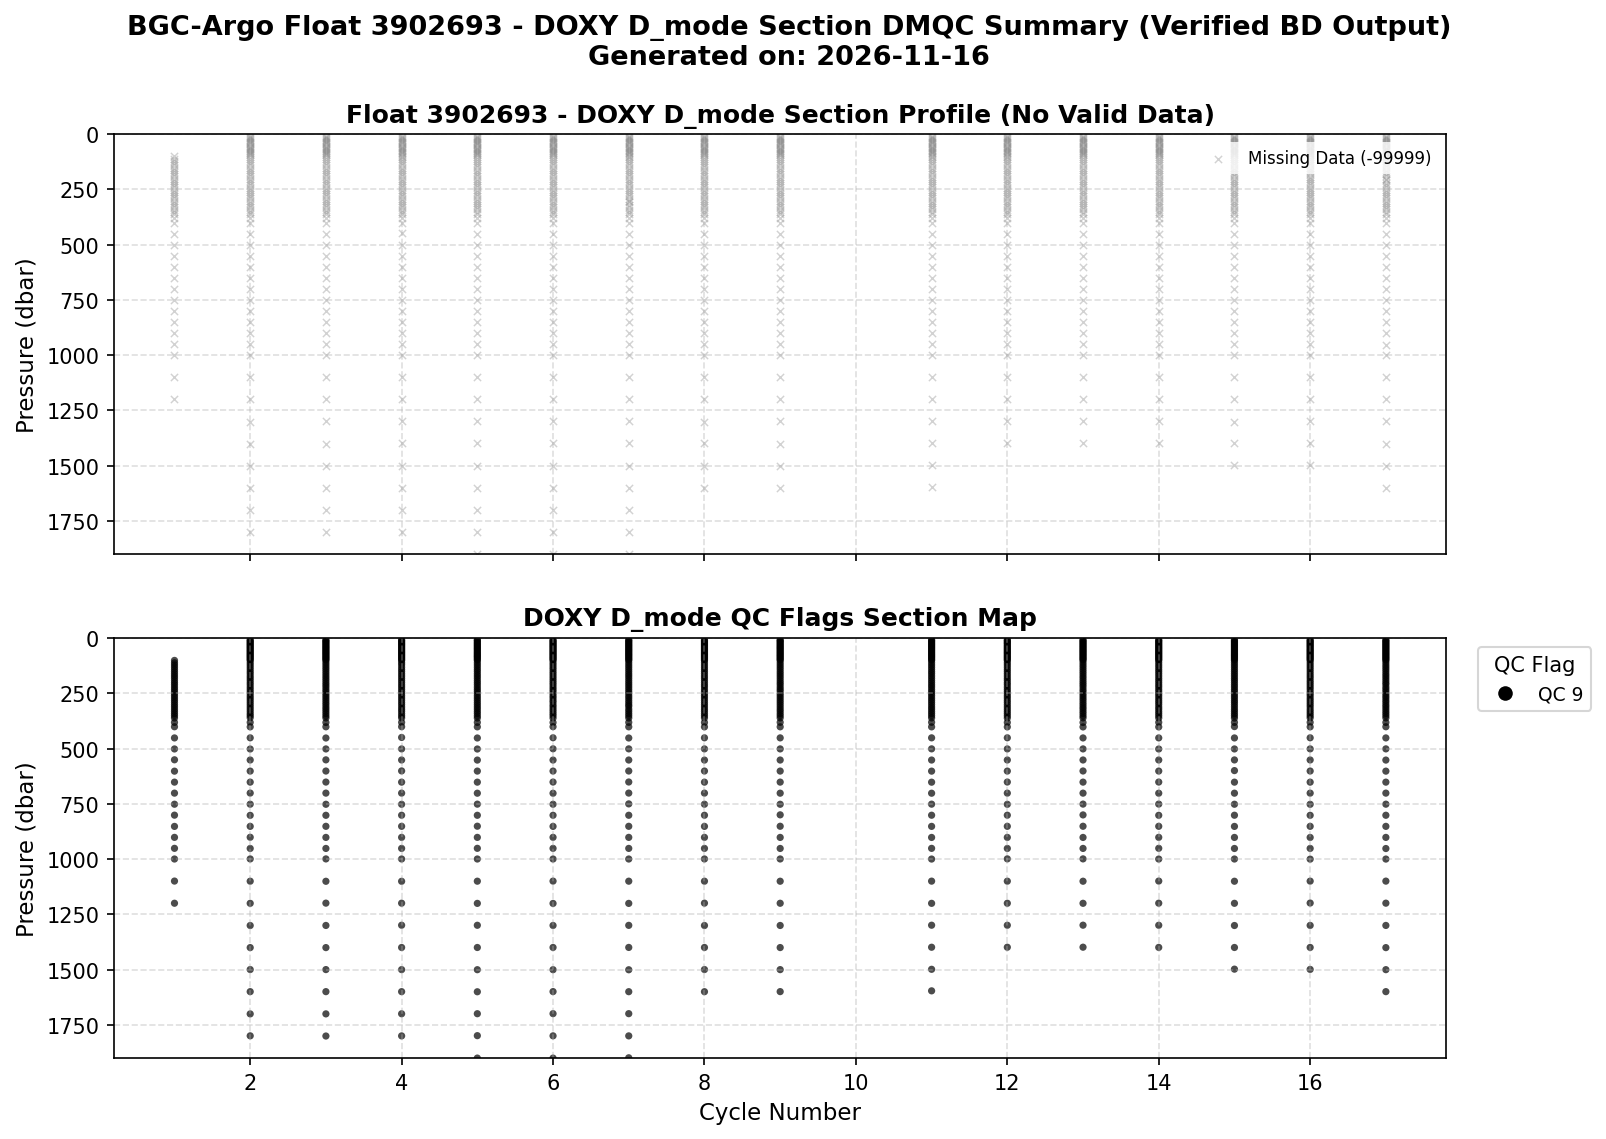 BGC-Argo Float 3902693 - DOXY D_mode Section DMQC Summary (Verified BD Output)
Generated on: 2026-11-16
Float 3902693 - DOXY D_mode Section Profile (No Valid Data)
Pressure (dbar)
0
250
500
750
1000
1250
1500
1750
Missing Data (-99999)
DOXY D_mode QC Flags Section Map
Pressure (dbar)
0
250
500
750
1000
1250
1500
1750
2
4
6
8
10
12
14
16
Cycle Number
QC Flag
QC 9